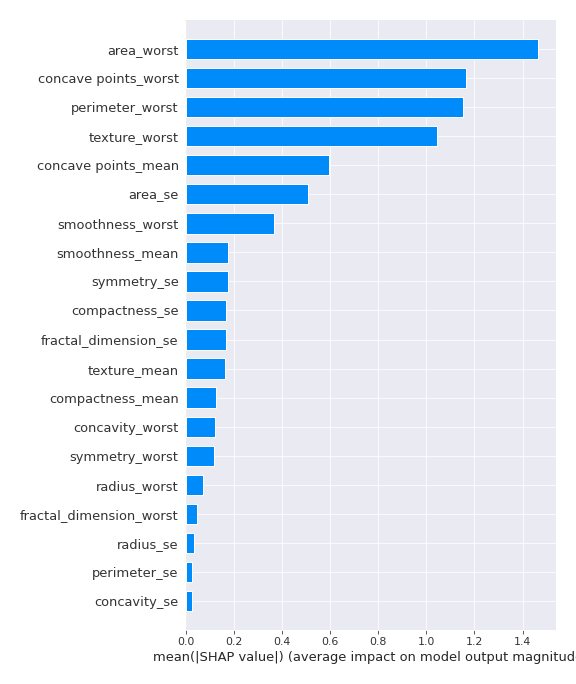 area_worst
concave points_worst
perimeter_worst
texture_worst
concave points_mean
area_se
smoothness_worst
smoothness_mean
symmetry_se
compactness_se
fractal_dimension_se
texture_mean
compactness_mean
concavity_worst
symmetry_worst
radius_worst
fractal_dimension_worst
radius_se
perimeter_se
concavity_se
0.0 0.2 0.4 0.6 0.8 1.0 1.2 1.4
mean(|SHAP value|) (average impact on model output magnitude